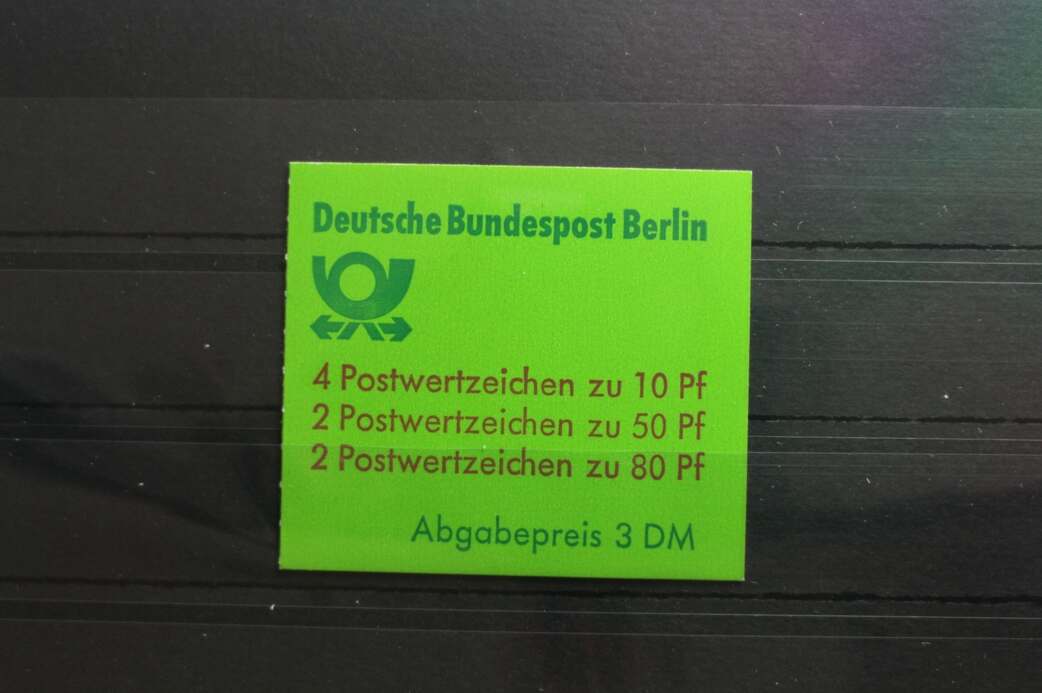 Deutsche Bundespost Berlin
4 Postwertzeichen zu 10 Pf
2 Postwertzeichen zu 50 Pf
2 Postwertzeichen zu 80 Pf
Abgabepreis 3 DM